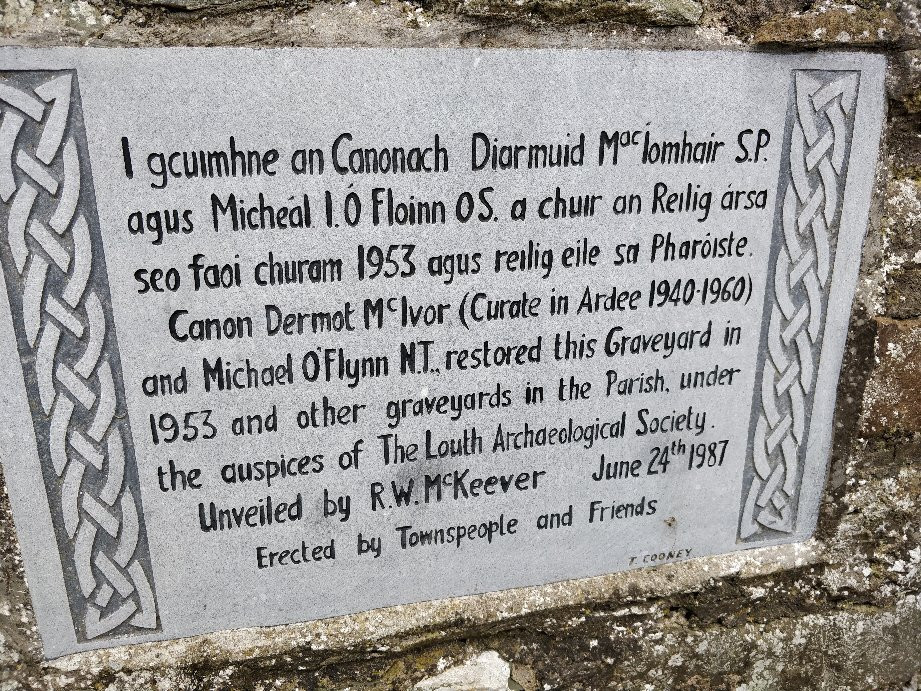 I gcuimhne an Canonach Diarmuid Mac Íomhair S.P.
agus Micheál I.Ó Floinn OS. a chuir an Reilig ársa
seo faoi churam 1953 agus reilig eile sa Pharóiste.
Canon Dermot McIvor (Curate in Ardee 1940-1960)
and Michael O'Flynn N.T., restored this Graveyard in
1953 and other graveyards in the Parish, under
the auspices of The Louth Archaeological Society.
Unveiled by R.W. McKeever June 24th 1987
Erected by Townspeople and Friends
T. COONEY